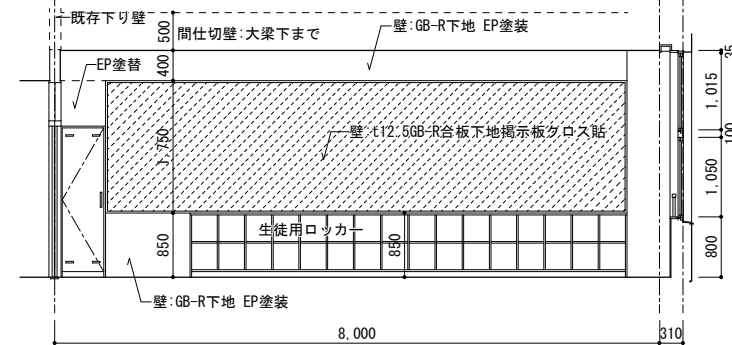 既存下り壁
500
間仕切壁:大梁下まで
壁:GB-R下地 EP塗装
35
EP塗替
400
1,015
100
壁:t12.5GB-R合板下地掲示板クロス貼
1,750
1,050
生徒用ロッカー
850
850
800
壁:GB-R下地 EP塗装
8,000
310